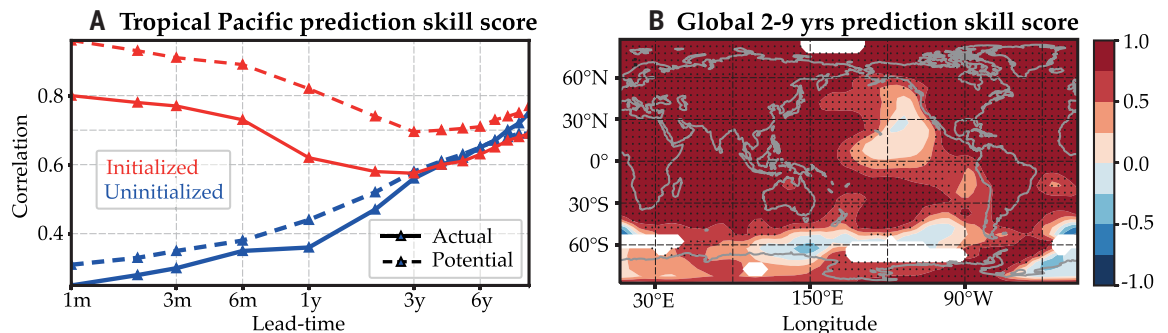 A Tropical Pacific prediction skill score
0.8
0.6
0.4
Correlation
Initialized
Uninitialized
Actual
Potential
1m 3m 6m 1y 3y 6y
Lead-time
B Global 2-9 yrs prediction skill score
60°N
30°N
0°
30°S
60°S
30°E 150°E 90°W
Longitude
1.0
0.5
0.0
-0.5
-1.0